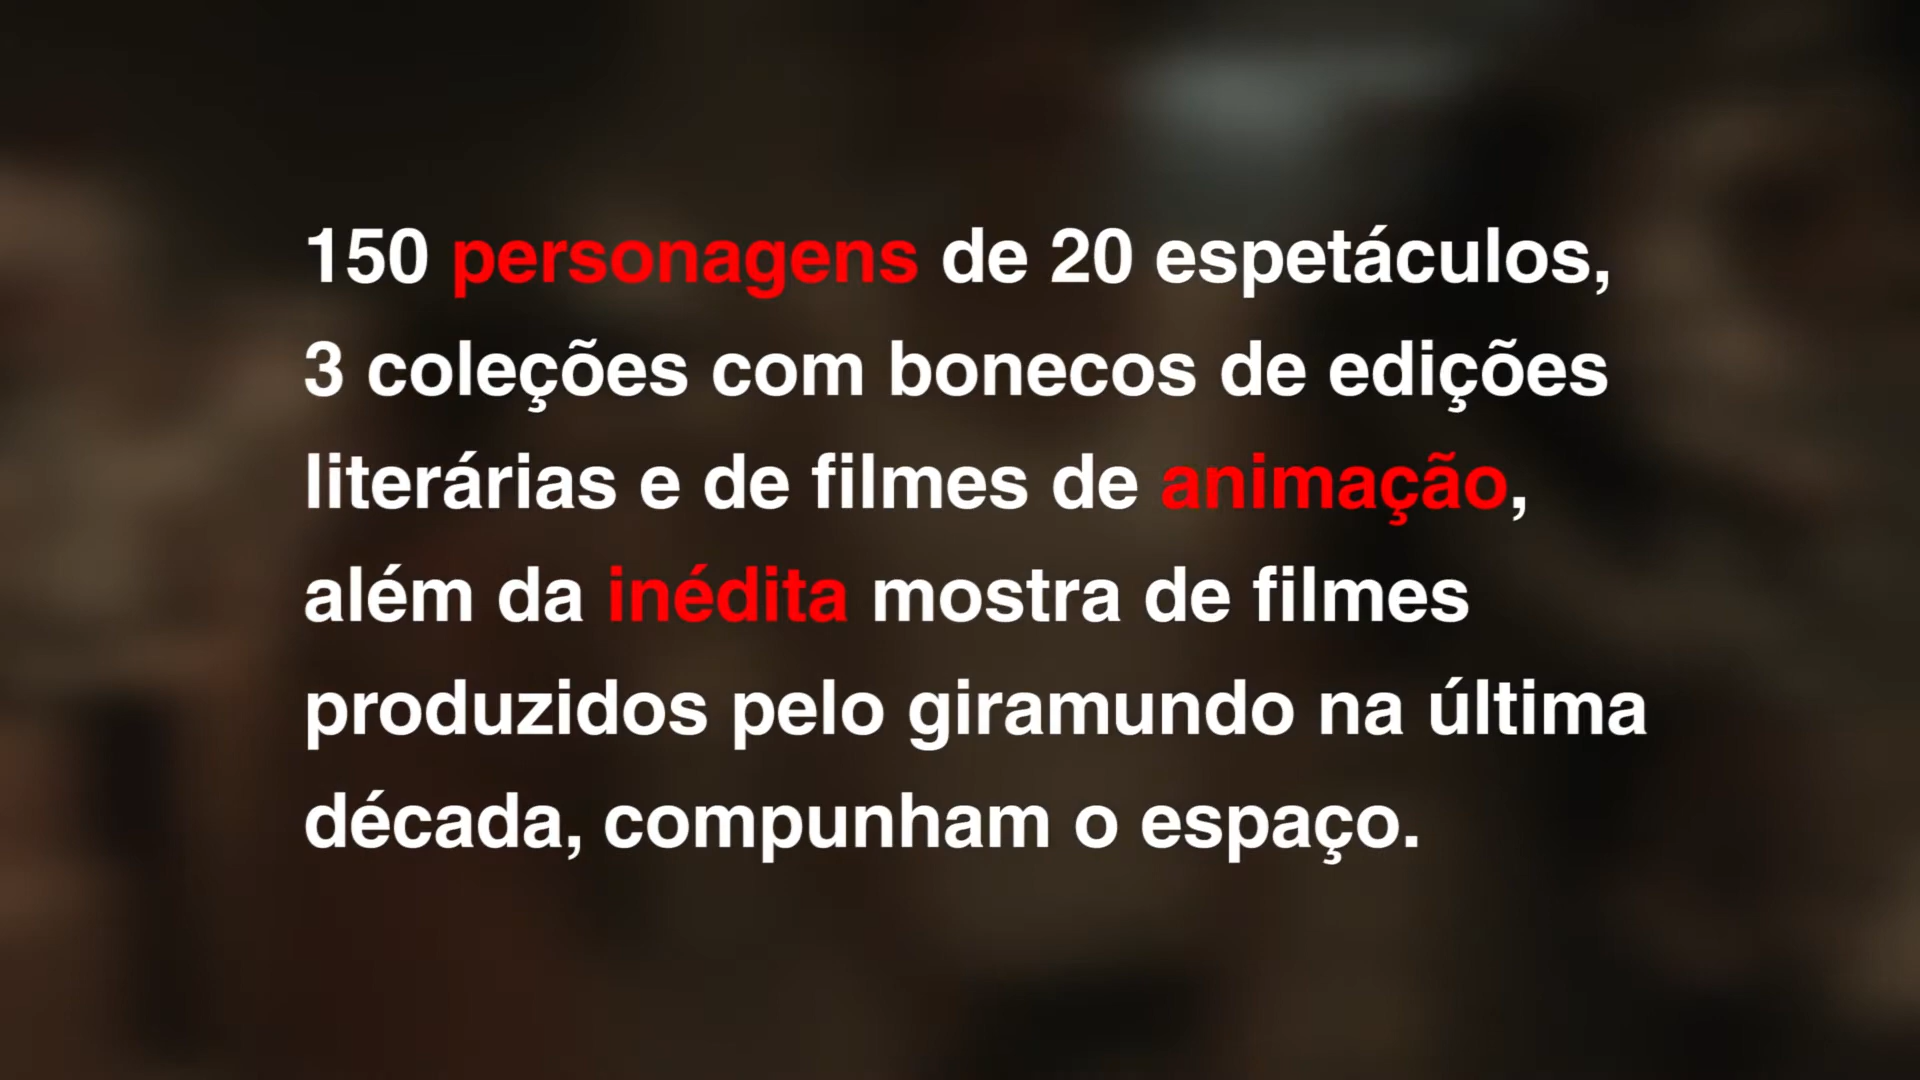 150 personagens de 20 espetáculos,
3 coleções com bonecos de edições
literárias e de filmes de animação,
além da inédita mostra de filmes
produzidos pelo giramundo na última
década, compunham o espaço.